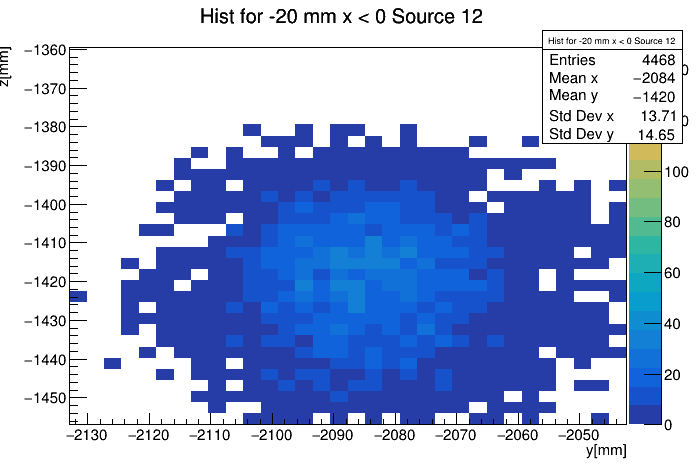 Hist for -20 mm x < 0 Source 12
z[mm]
−1360
−1370
−1380
−1390
−1400
−1410
−1420
−1430
−1440
−1450
Hist for -20 mm x < 0 Source 12
Entries 4468
Mean x −2084
Mean y −1420
Std Dev x 13.71
Std Dev y 14.65
100
80
60
40
20
0
−2130 −2120 −2110 −2100 −2090 −2080 −2070 −2060 −2050
y[mm]